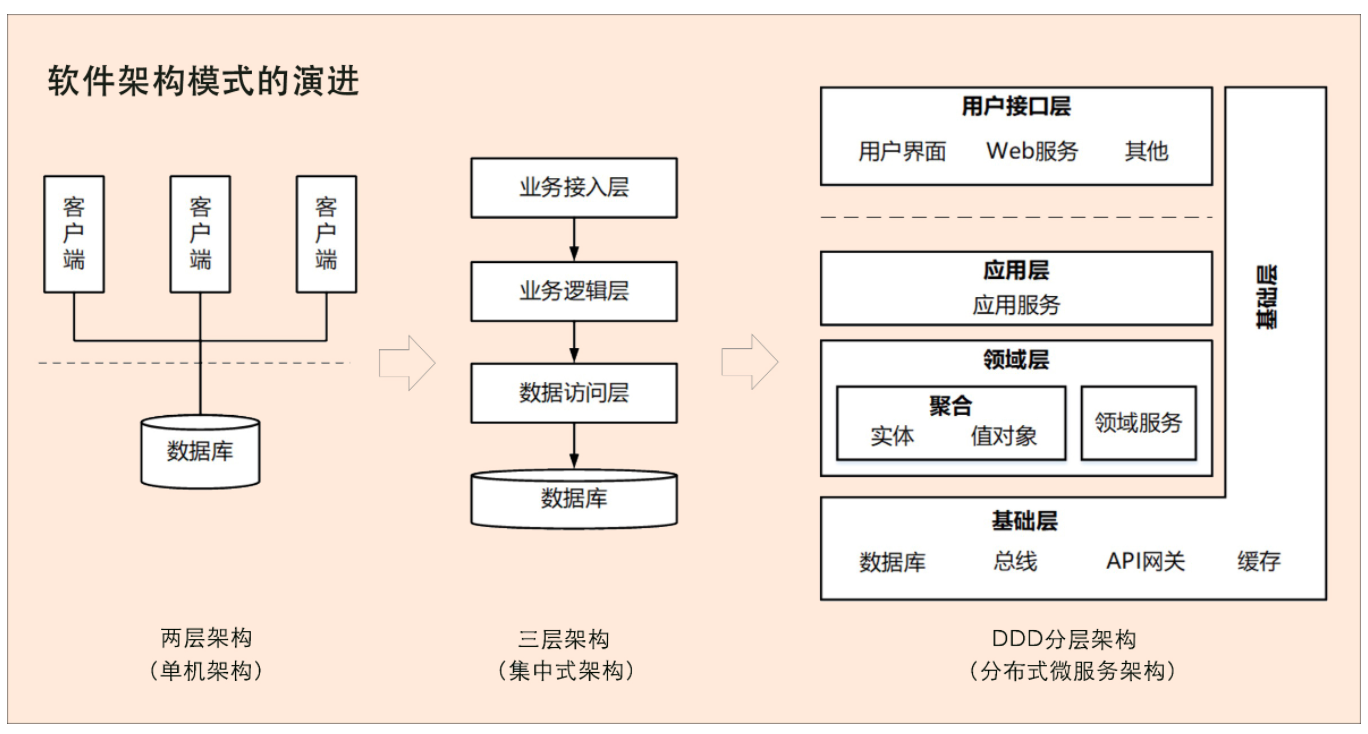 软件架构模式的演进
客户端
客户端
客户端
数据库
两层架构
（单机架构）
业务接入层
业务逻辑层
数据访问层
数据库
三层架构
（集中式架构）
用户接口层
用户界面 Web服务 其他
应用层
应用服务
领域层
聚合
实体 值对象
领域服务
基础层
基础层
数据库 总线 API网关 缓存
DDD分层架构
（分布式微服务架构）